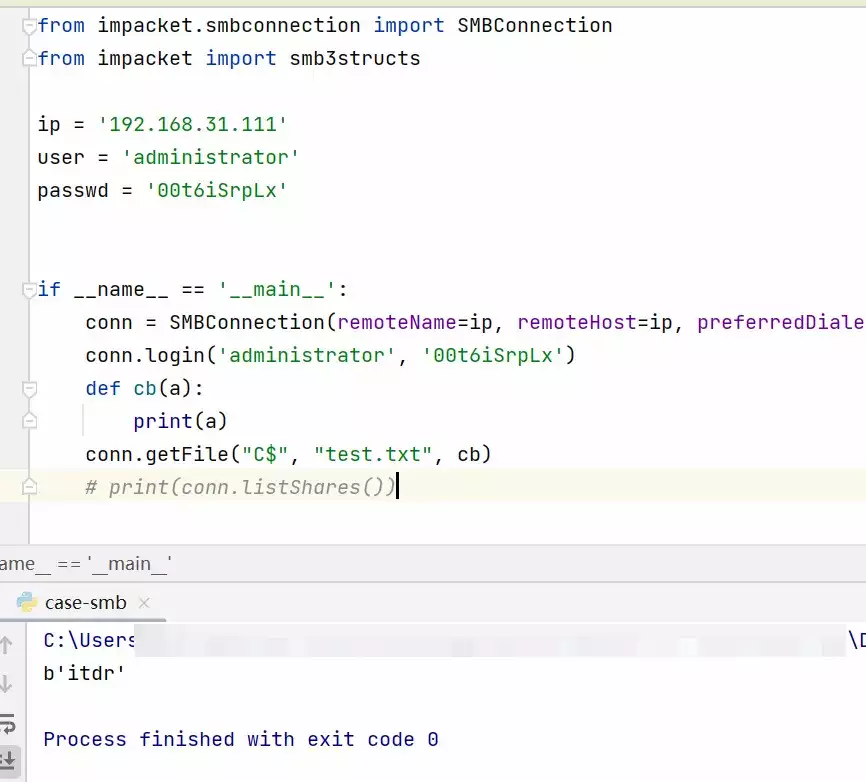 from impacket.smbconnection import SMBConnection
from impacket import smb3structs
ip = '192.168.31.111'
user = 'administrator'
passwd = '00t6iSrpLx'
if __name__ == '__main__':
    conn = SMBConnection(remoteName=ip, remoteHost=ip, preferredDiale
    conn.login('administrator', '00t6iSrpLx')
    def cb(a):
        print(a)
    conn.getFile("C$", "test.txt", cb)
    # print(conn.listShares())
ame__ == '__main__'
case-smb
C:\Users \D
b'itdr'
Process finished with exit code 0